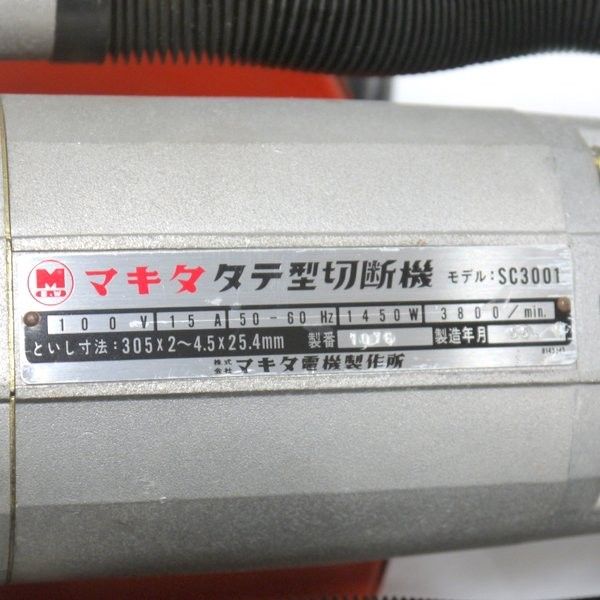 M
マキタ タテ型切断機 モデル:SC3001
100V 15A 50-60Hz 1450W 3800/min.
といし寸法:305×2~4.5×25.4mm 製番 1076 製造年月
株式会社 マキタ電機製作所